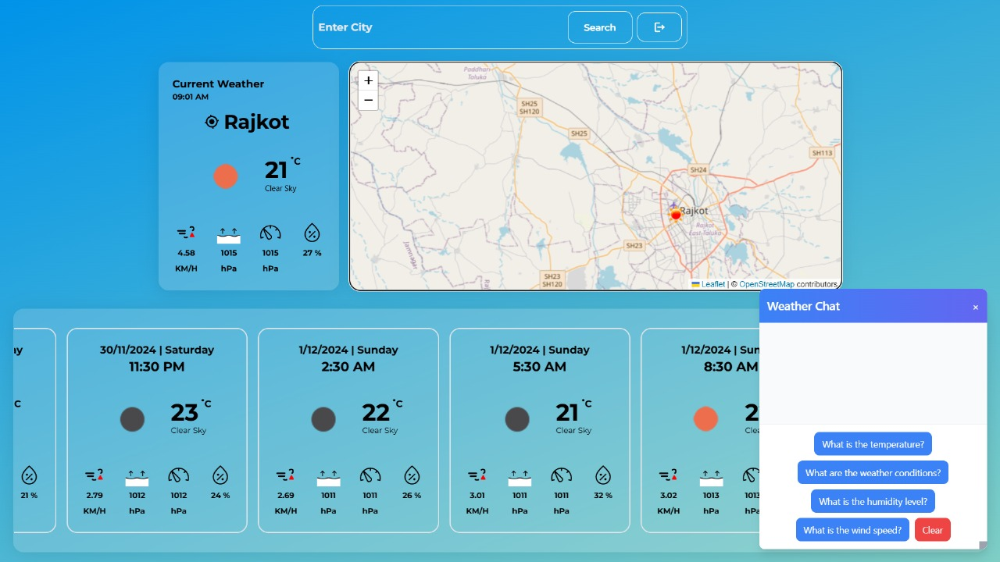 Enter City
Search
Current Weather
09:01 AM
Rajkot
21 °C
Clear Sky
4.58 KM/H
1015 hPa
1015 hPa
27 %
+
−
Paddhari Taluka
SH25
SH120
SH25
SH113
SH24
Rajkot
Rajkot East Taluka
SH23
Jamnagar
SH23
SH120
Leaflet | © OpenStreetMap contributors
21 %
30/11/2024 | Saturday
11:30 PM
23 °C
Clear Sky
2.79 KM/H
1012 hPa
1012 hPa
24 %
1/12/2024 | Sunday
2:30 AM
22 °C
Clear Sky
2.69 KM/H
1011 hPa
1011 hPa
26 %
1/12/2024 | Sunday
5:30 AM
21 °C
Clear Sky
3.01 KM/H
1011 hPa
1011 hPa
32 %
1/12/2024 | Sun
8:30 AM
3.02 KM/H
1013 hPa
1013 hPa
Weather Chat
×
What is the temperature?
What are the weather conditions?
What is the humidity level?
What is the wind speed?
Clear